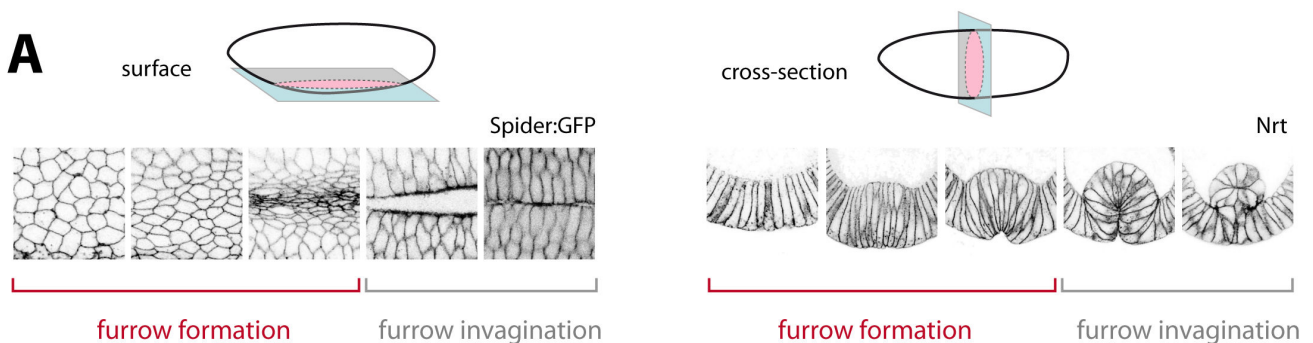 A
surface
cross-section
Spider:GFP
Nrt
furrow formation
furrow invagination
furrow formation
furrow invagination